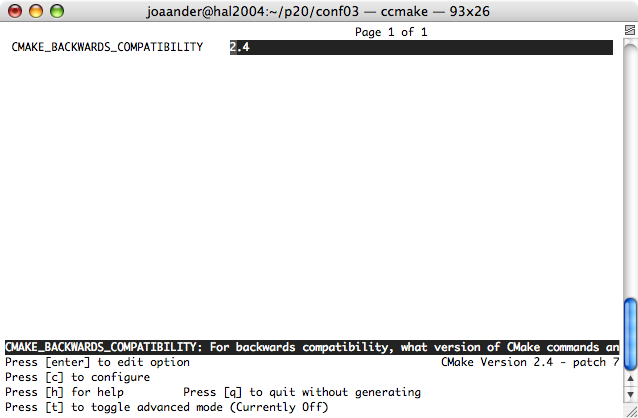 joaander@hal2004:~/p20/conf03 — ccmake — 93x26
Page 1 of 1
CMAKE_BACKWARDS_COMPATIBILITY 2.4
CMAKE_BACKWARDS_COMPATIBILITY: For backwards compatibility, what version of CMake commands an
Press [enter] to edit option CMake Version 2.4 - patch 7
Press [c] to configure
Press [h] for help Press [q] to quit without generating
Press [t] to toggle advanced mode (Currently Off)